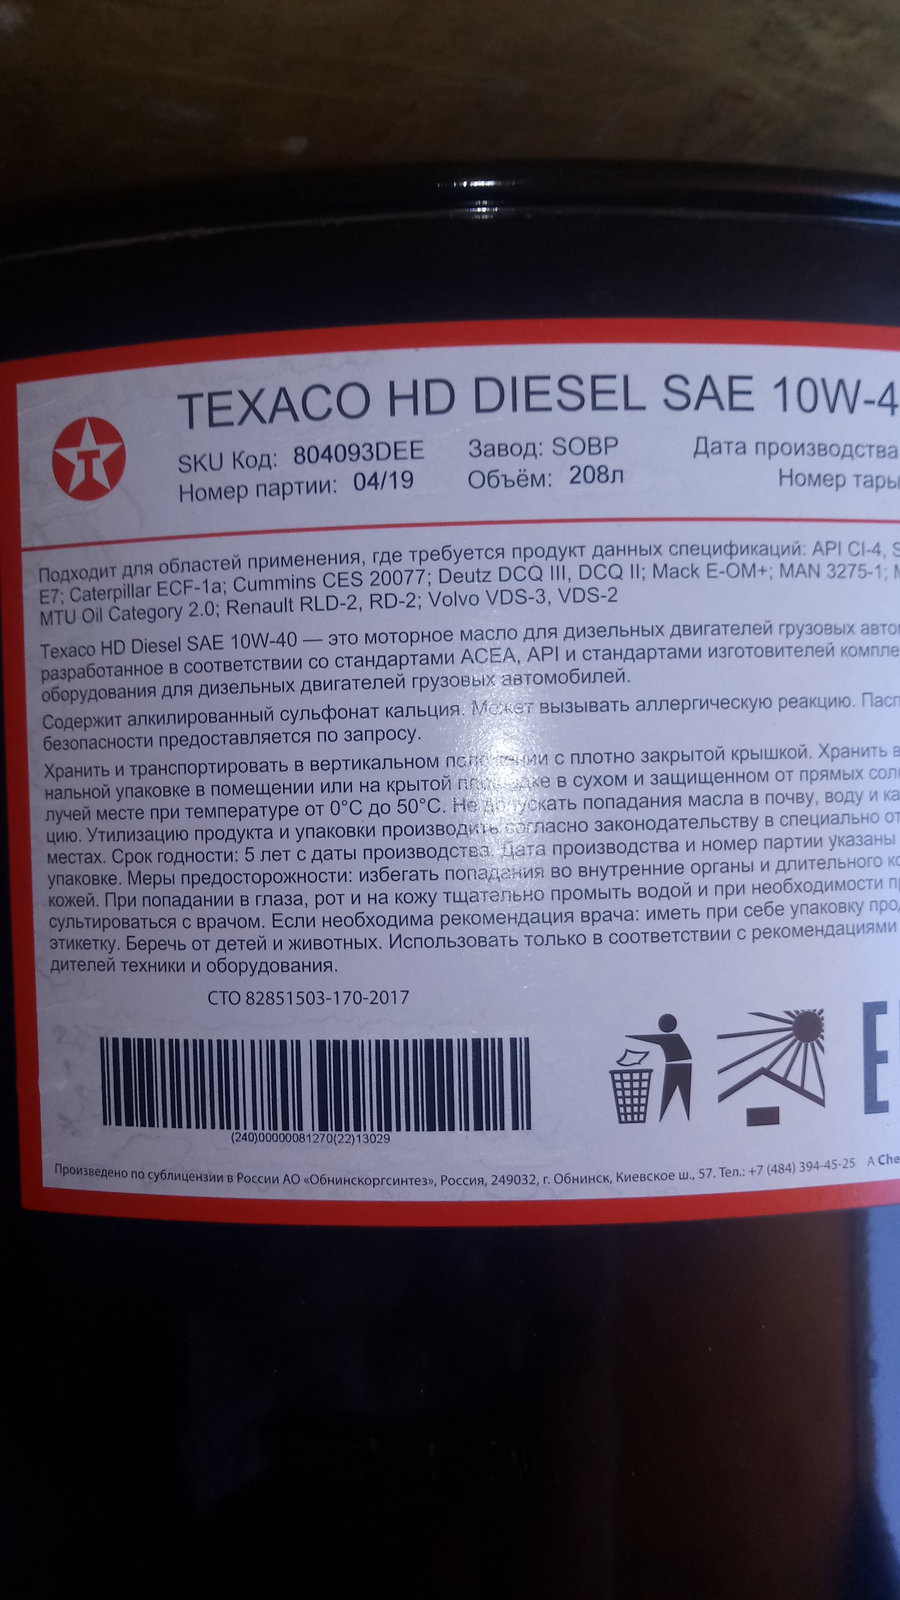 TEXACO HD DIESEL SAE 10W-4
SKU Код: 804093DEE Завод: SOBP Дата производства
Номер партии: 04/19 Объём: 208л Номер тары
T
Подходит для областей применения, где требуется продукт данных спецификаций: API CI-4, S
E7; Caterpillar ECF-1a; Cummins CES 20077; Deutz DCQ III, DCQ II; Mack E-OM+; MAN 3275-1; M
MTU Oil Category 2.0; Renault RLD-2, RD-2; Volvo VDS-3, VDS-2
Texaco HD Diesel SAE 10W-40 — это моторное масло для дизельных двигателей грузовых авто
разработанное в соответствии со стандартами ACEA, API и стандартами изготовителей компле
оборудования для дизельных двигателей грузовых автомобилей.
Содержит алкилированный сульфонат кальция. Может вызывать аллергическую реакцию. Пасп
безопасности предоставляется по запросу.
Хранить и транспортировать в вертикальном положении с плотно закрытой крышкой. Хранить в
нальной упаковке в помещении или на крытой площадке в сухом и защищенном от прямых сол
лучей месте при температуре от 0°С до 50°С. Не допускать попадания масла в почву, воду и ка
цию. Утилизацию продукта и упаковки производить согласно законодательству в специально от
местах. Срок годности: 5 лет с даты производства. Дата производства и номер партии указаны
упаковке. Меры предосторожности: избегать попадания во внутренние органы и длительного ко
кожей. При попадании в глаза, рот и на кожу тщательно промыть водой и при необходимости п
сультироваться с врачом. Если необходима рекомендация врача: иметь при себе упаковку про
этикетку. Беречь от детей и животных. Использовать только в соответствии с рекомендациями
дителей техники и оборудования.
СТО 82851503-170-2017
(240)00000081270(22)13029
Произведено по сублицензии в России АО «Обнинскоргсинтез», Россия, 249032, г. Обнинск, Киевское ш., 57. Тел.: +7 (484) 394-45-25 A Che